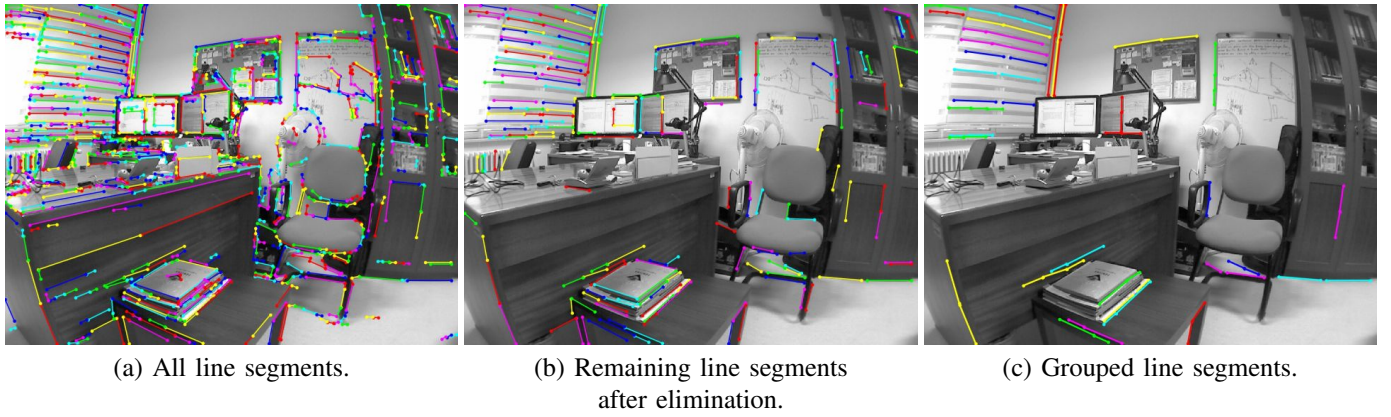 (a) All line segments.
(b) Remaining line segments
after elimination.
(c) Grouped line segments.